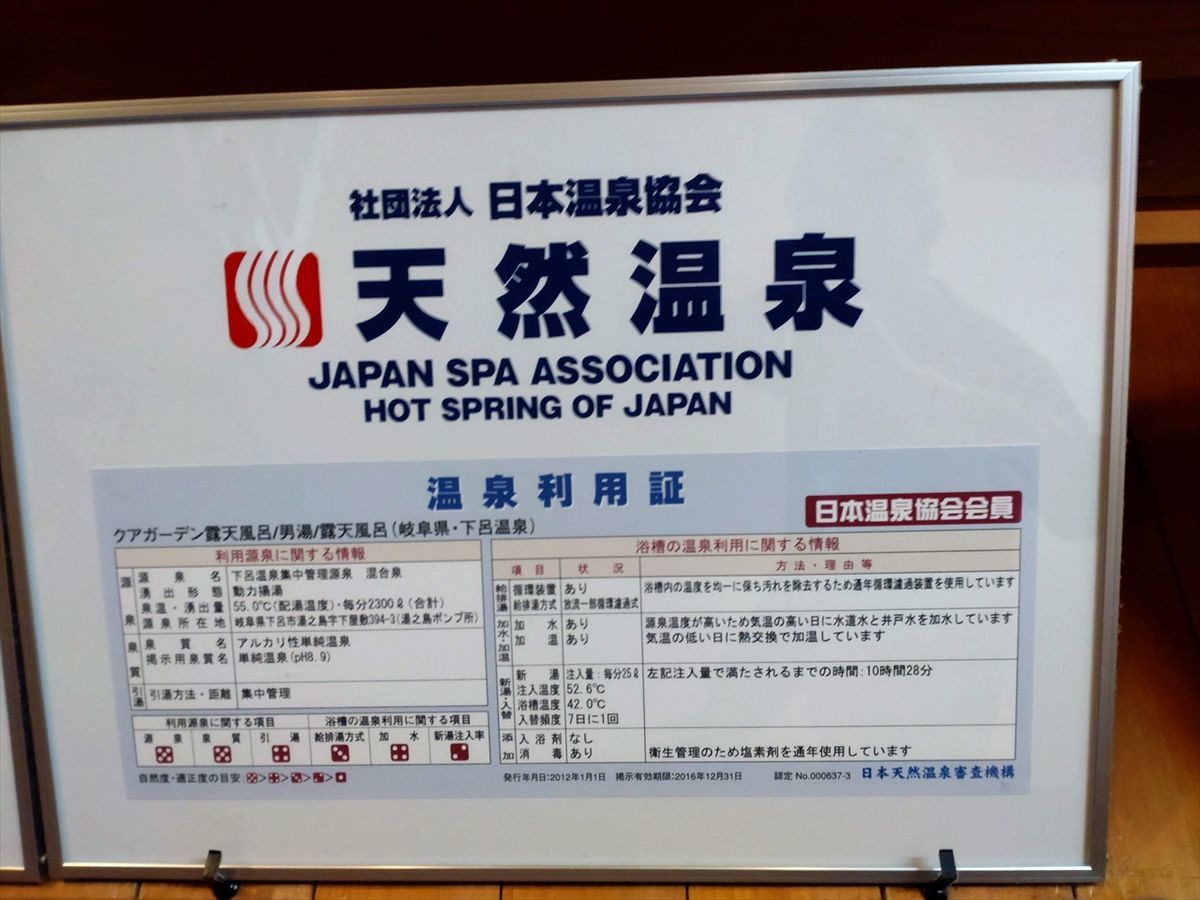 社団法人 日本温泉協会
天然温泉
JAPAN SPA ASSOCIATION
HOT SPRING OF JAPAN
温泉利用証
日本温泉協会会員
クアガーデン露天風呂/男湯/露天風呂(岐阜県・下呂温泉)
利用源泉に関する情報
源泉
源泉名 下呂温泉集中管理源泉 混合泉
湧出形態 動力揚湯
泉温・湧出量 55.0℃(配湯温度)・毎分2300ℓ(合計)
源泉所在地 岐阜県下呂市湯之島字下屋敷394-3(湯之島ポンプ所)
泉質
泉質名 アルカリ性単純温泉
掲示用泉質名 単純温泉(pH8.9)
引湯 引湯方法・距離 集中管理
利用源泉に関する項目 浴槽の温泉利用に関する項目
源泉 泉質 引湯 給排湯方式 加水 新湯注入率
自然度・適正度の目安: > > > >
浴槽の温泉利用に関する情報
項目 状況 方法・理由等
給排湯
循環装置 あり 浴槽内の温度を均一に保ち汚れを除去するため通年循環濾過装置を使用しています
給排湯方式 放流一部循環濾過式
加水・加温
加水 あり 源泉温度が高いため気温の高い日に水道水と井戸水を加水しています
加温 あり 気温の低い日に熱交換で加温しています
新湯・入替
新湯 注入量:毎分25ℓ 左記注入量で満たされるまでの時間:10時間28分
注入温度 52.6℃
浴槽温度 42.0℃
入替頻度 7日に1回
添加
入浴剤 なし
消毒 あり 衛生管理のため塩素剤を通年使用しています
発行年月日:2012年1月1日 掲示有効期限:2016年12月31日 認定 No.000637-3 日本天然温泉審査機構